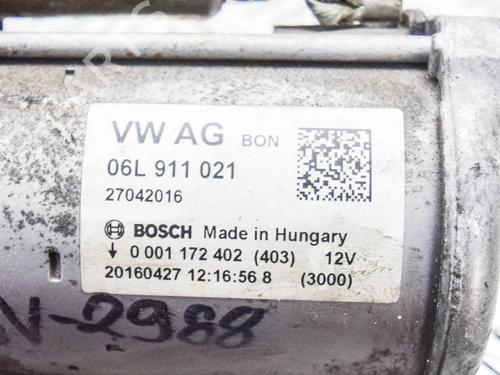 VW AG BON
06L 911 021
27042016
BOSCH Made in Hungary
0 001 172 402 (403) 12V
20160427 12:16:56 8 (3000)
N-2988